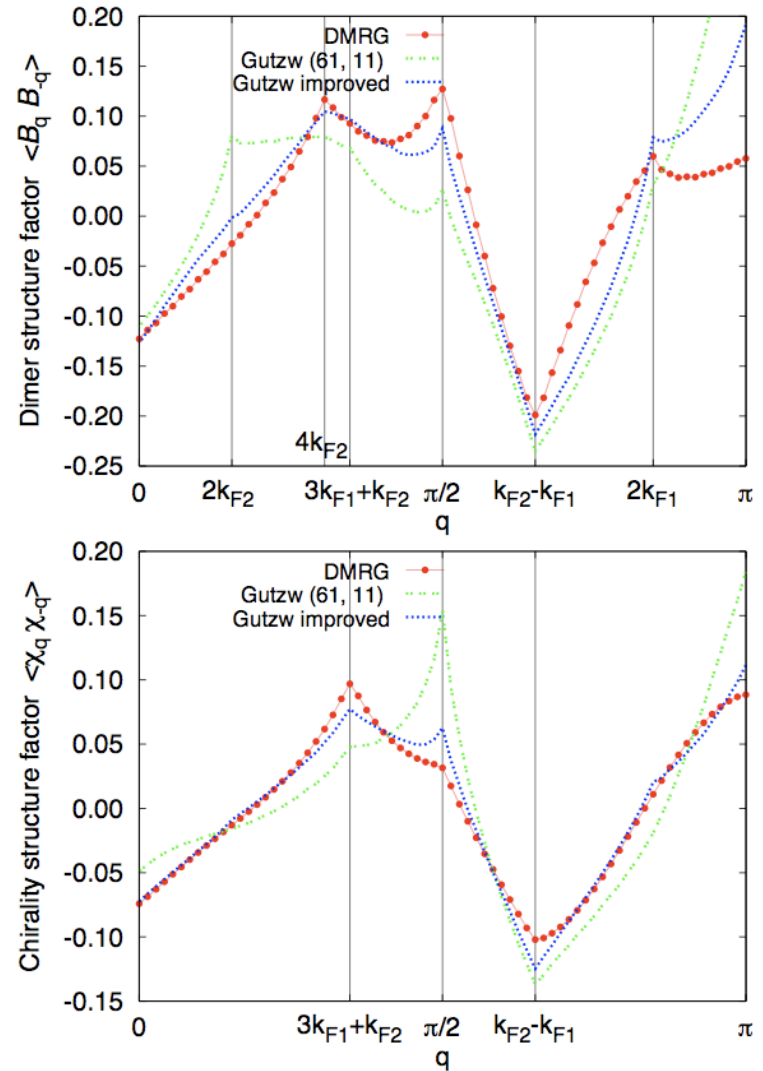 Dimer structure factor <B_q B_-q>
0.20
0.15
0.10
0.05
0.00
-0.05
-0.10
-0.15
-0.20
-0.25
DMRG
Gutzw (61, 11)
Gutzw improved
4k_F2
0 2k_F2 3k_F1+k_F2 π/2 k_F2-k_F1 2k_F1 π
q
Chirality structure factor <χ_q χ_-q>
0.20
0.15
0.10
0.05
0.00
-0.05
-0.10
-0.15
DMRG
Gutzw (61, 11)
Gutzw improved
0 3k_F1+k_F2 π/2 k_F2-k_F1 π
q